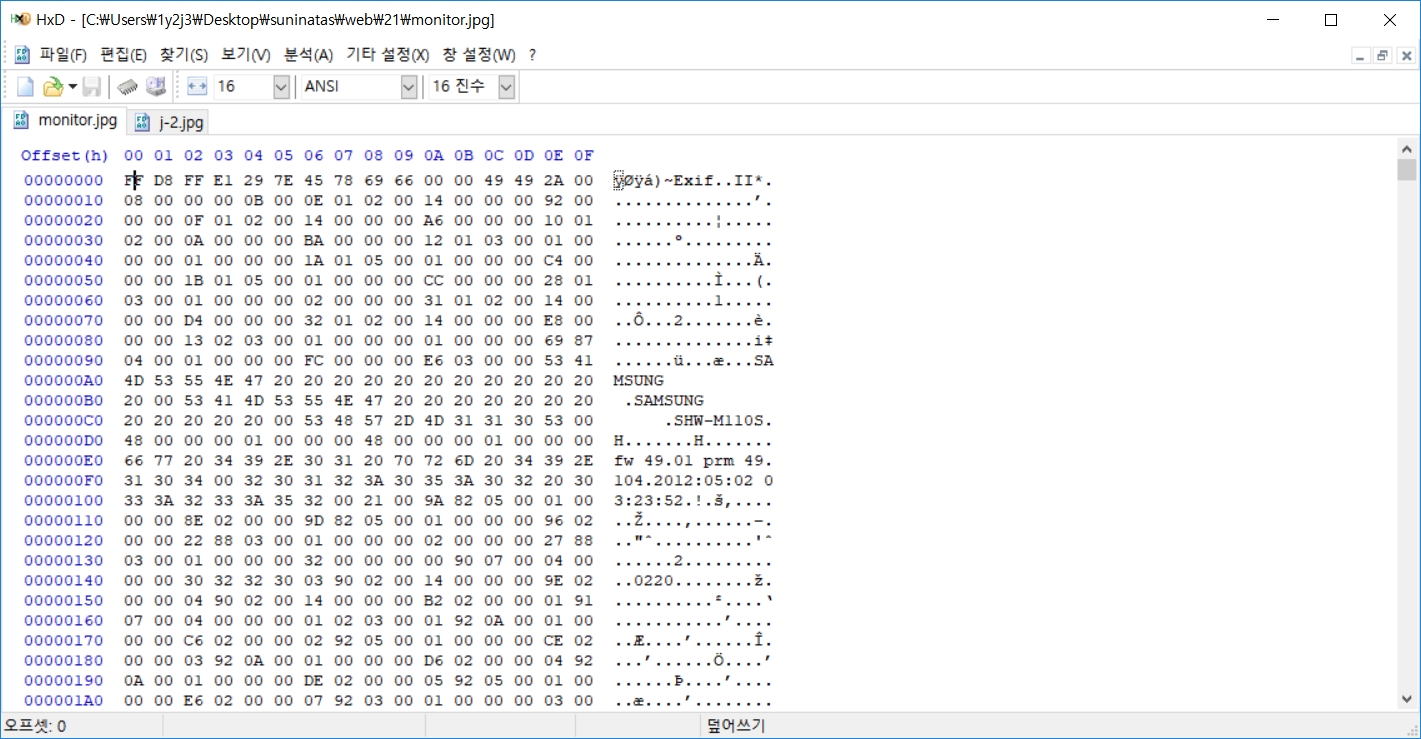 HxD - [C:₩Users₩1y2j3₩Desktop₩suninatas₩web₩21₩monitor.jpg]
파일(F) 편집(E) 찾기(S) 보기(V) 분석(A) 기타 설정(X) 창 설정(W) ?
16 ANSI 16 진수
monitor.jpg j-2.jpg
Offset(h) 00 01 02 03 04 05 06 07 08 09 0A 0B 0C 0D 0E 0F
00000000 FF D8 FF E1 29 7E 45 78 69 66 00 00 49 49 2A 00 ÿØÿá)~Exif..II*.
00000010 08 00 00 00 0B 00 0E 01 02 00 14 00 00 00 92 00 ..............’.
00000020 00 00 0F 01 02 00 14 00 00 00 A6 00 00 00 10 01 ..........¦.....
00000030 02 00 0A 00 00 00 BA 00 00 00 12 01 03 00 01 00 ......º.........
00000040 00 00 01 00 00 00 1A 01 05 00 01 00 00 00 C4 00 ..............Ä.
00000050 00 00 1B 01 05 00 01 00 00 00 CC 00 00 00 28 01 ..........Ì...(.
00000060 03 00 01 00 00 00 02 00 00 00 31 01 02 00 14 00 ..........1.....
00000070 00 00 D4 00 00 00 32 01 02 00 14 00 00 00 E8 00 ..Ô...2.......è.
00000080 00 00 13 02 03 00 01 00 00 00 01 00 00 00 69 87 ..............i‡
00000090 04 00 01 00 00 00 FC 00 00 00 E6 03 00 00 53 41 ......ü...æ...SA
000000A0 4D 53 55 4E 47 20 20 20 20 20 20 20 20 20 20 20 MSUNG
000000B0 20 00 53 41 4D 53 55 4E 47 20 20 20 20 20 20 20 .SAMSUNG
000000C0 20 20 20 20 20 00 53 48 57 2D 4D 31 31 30 53 00 .SHW-M110S.
000000D0 48 00 00 00 01 00 00 00 48 00 00 00 01 00 00 00 H.......H.......
000000E0 66 77 20 34 39 2E 30 31 20 70 72 6D 20 34 39 2E fw 49.01 prm 49.
000000F0 31 30 34 00 32 30 31 32 3A 30 35 3A 30 32 20 30 104.2012:05:02 0
00000100 33 3A 32 33 3A 35 32 00 21 00 9A 82 05 00 01 00 3:23:52.!.š‚....
00000110 00 00 8E 02 00 00 9D 82 05 00 01 00 00 00 96 02 ..Ž....‚......–.
00000120 00 00 22 88 03 00 01 00 00 00 02 00 00 00 27 88 .."ˆ..........'ˆ
00000130 03 00 01 00 00 00 32 00 00 00 00 90 07 00 04 00 ......2.........
00000140 00 00 30 32 32 30 03 90 02 00 14 00 00 00 9E 02 ..0220........ž.
00000150 00 00 04 90 02 00 14 00 00 00 B2 02 00 00 01 91 ..........²....‘
00000160 07 00 04 00 00 00 01 02 03 00 01 92 0A 00 01 00 ...........’....
00000170 00 00 C6 02 00 00 02 92 05 00 01 00 00 00 CE 02 ..Æ....’......Î.
00000180 00 00 03 92 0A 00 01 00 00 00 D6 02 00 00 04 92 ...’......Ö....’
00000190 0A 00 01 00 00 00 DE 02 00 00 05 92 05 00 01 00 ......Þ....’....
000001A0 00 00 E6 02 00 00 07 92 03 00 01 00 00 00 03 00 ..æ....’........
오프셋: 0 덮어쓰기